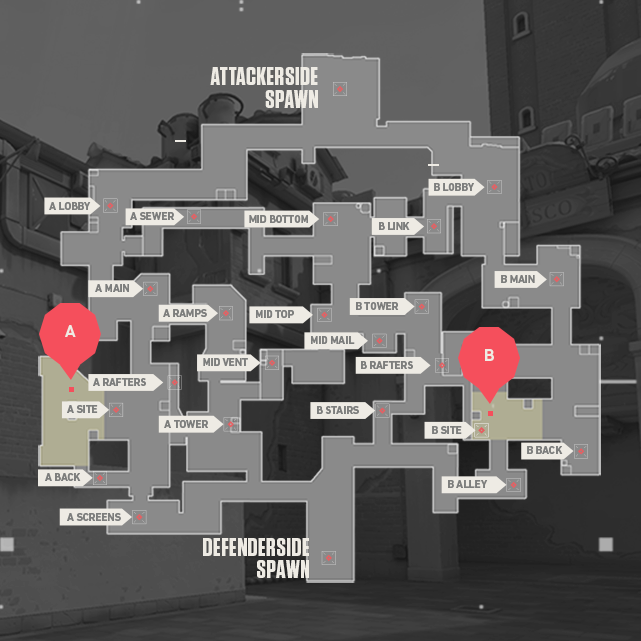 ATTACKERSIDE
SPAWN
B LOBBY
A LOBBY
A SEWER
MID BOTTOM
B LINK
B MAIN
A MAIN
A RAMPS
MID TOP
B TOWER
A
MID MAIL
B
MID VENT
B RAFTERS
A RAFTERS
A SITE
B STAIRS
A TOWER
B SITE
B BACK
A BACK
B ALLEY
A SCREENS
DEFENDERSIDE
SPAWN